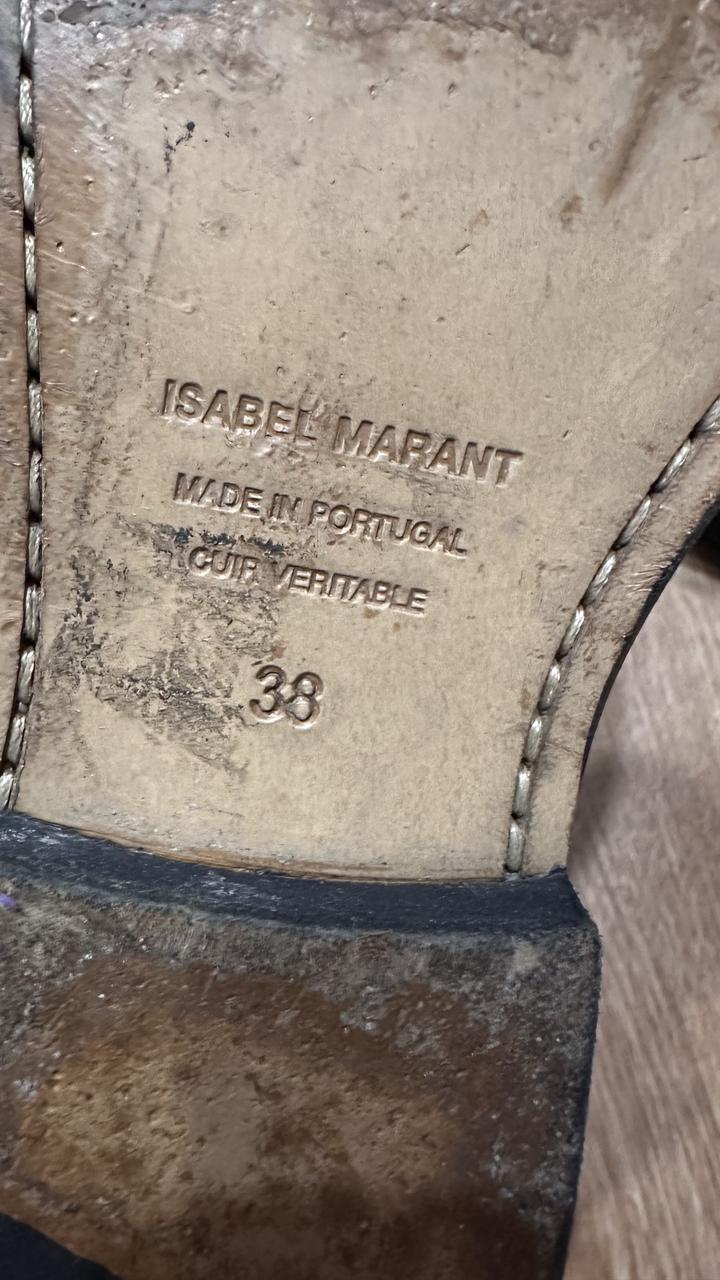 ISABEL MARANT
MADE IN PORTUGAL
CUIR VERITABLE
38